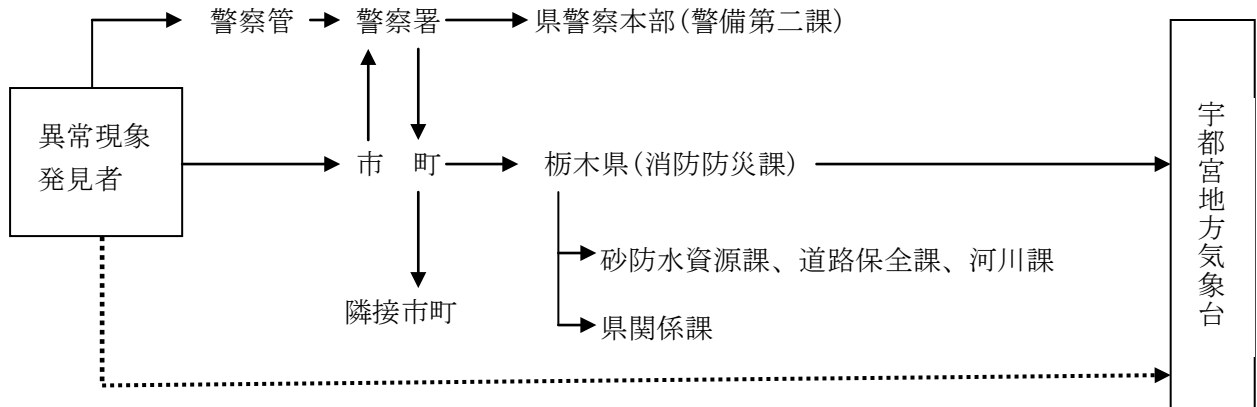 警察管
警察署
県警察本部(警備第二課)
異常現象
発見者
市 町
栃木県(消防防災課)
砂防水資源課、道路保全課、河川課
隣接市町
県関係課
宇都宮地方気象台